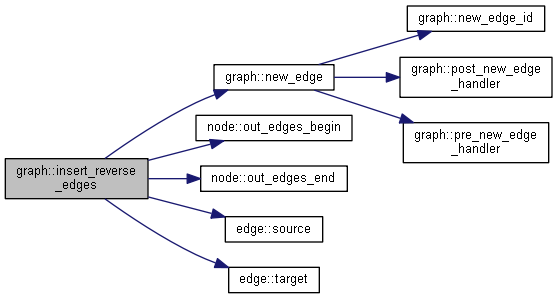 graph::new_edge_id
graph::new_edge
graph::post_new_edge
_handler
node::out_edges_begin
graph::pre_new_edge
_handler
graph::insert_reverse
_edges
node::out_edges_end
edge::source
edge::target